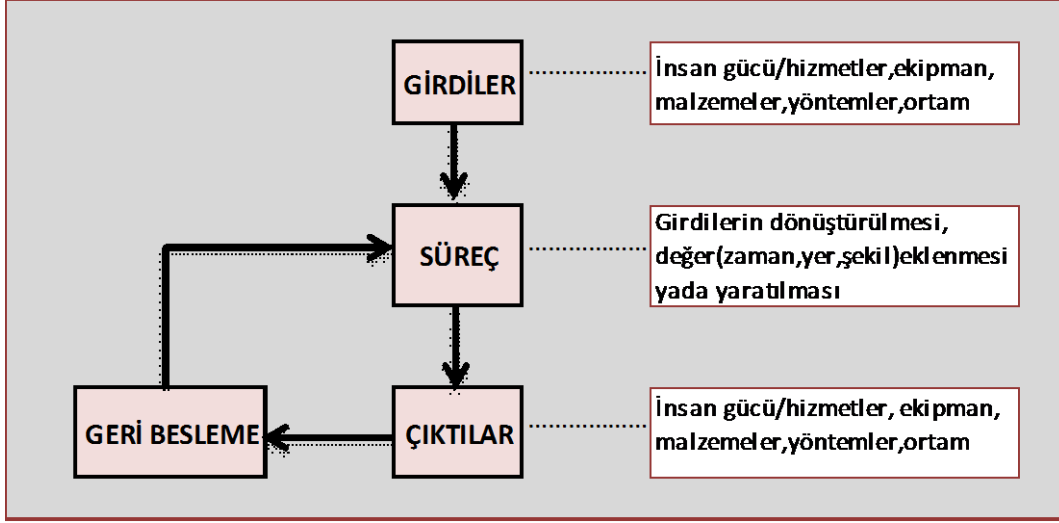 GİRDİLER
İnsan gücü/hizmetler,ekipman,
malzemeler,yöntemler,ortam
SÜREÇ
Girdilerin dönüştürülmesi,
değer(zaman,yer,şekil)eklenmesi
yada yaratılması
GERİ BESLEME
ÇIKTILAR
İnsan gücü/hizmetler, ekipman,
malzemeler,yöntemler,ortam